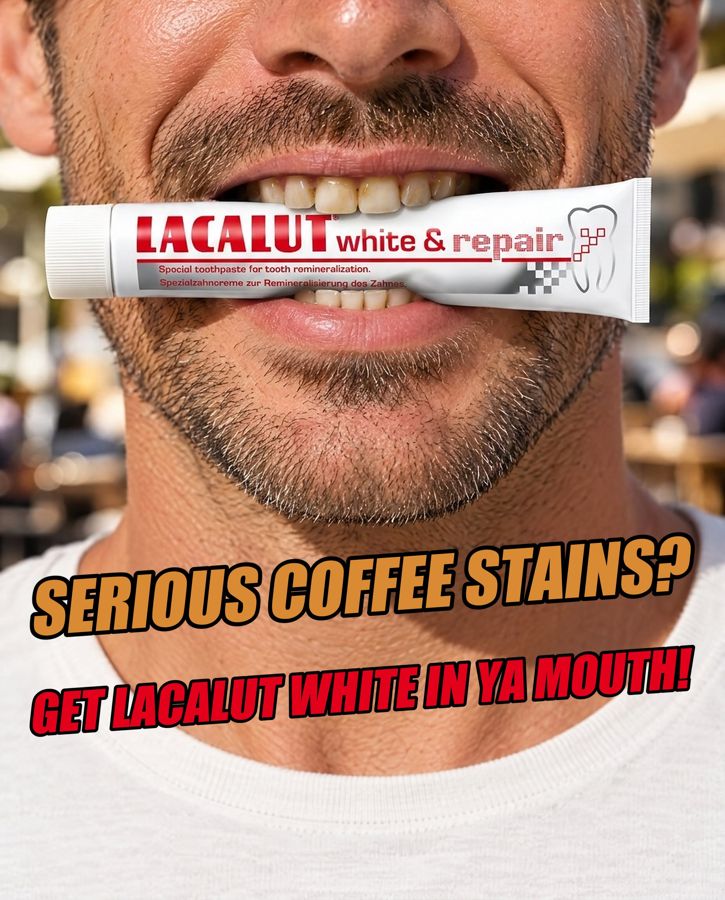 LACALUT® white & repair
Special toothpaste for tooth remineralization.
Spezialzahncreme zur Remineralisierung des Zahnes.
SERIOUS COFFEE STAINS?
GET LACALUT WHITE IN YA MOUTH!